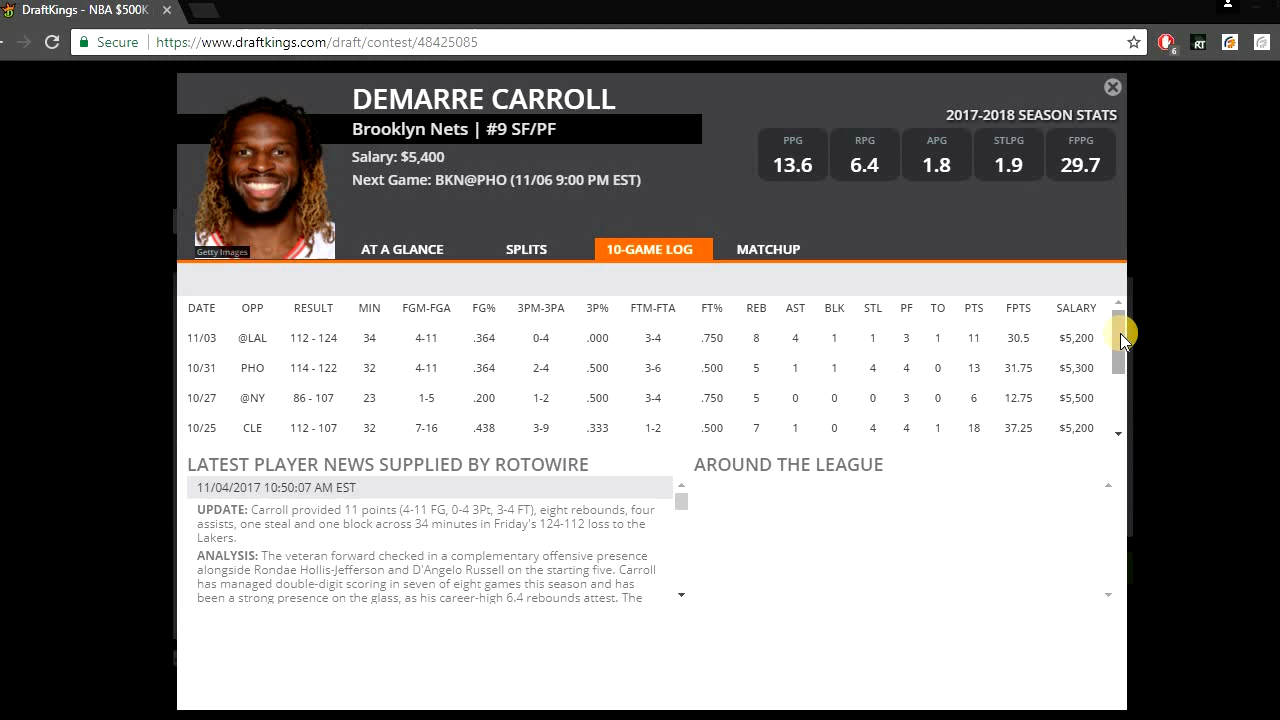 DraftKings - NBA $500K
Secure | https://www.draftkings.com/draft/contest/48425085
6
RT
DEMARRE CARROLL
Brooklyn Nets | #9 SF/PF
Salary: $5,400
Next Game: BKN@PHO (11/06 9:00 PM EST)
2017-2018 SEASON STATS
PPG RPG APG STLPG FPPG
13.6 6.4 1.8 1.9 29.7
Getty Images
AT A GLANCE SPLITS 10-GAME LOG MATCHUP
DATE OPP RESULT MIN FGM-FGA FG% 3PM-3PA 3P% FTM-FTA FT% REB AST BLK STL PF TO PTS FPTS SALARY
11/03 @LAL 112 - 124 34 4-11 .364 0-4 .000 3-4 .750 8 4 1 1 3 1 11 30.5 $5,200
10/31 PHO 114 - 122 32 4-11 .364 2-4 .500 3-6 .500 5 1 1 4 4 0 13 31.75 $5,300
10/27 @NY 86 - 107 23 1-5 .200 1-2 .500 3-4 .750 5 0 0 0 3 0 6 12.75 $5,500
10/25 CLE 112 - 107 32 7-16 .438 3-9 .333 1-2 .500 7 1 0 4 4 1 18 37.25 $5,200
LATEST PLAYER NEWS SUPPLIED BY ROTOWIRE
11/04/2017 10:50:07 AM EST
UPDATE: Carroll provided 11 points (4-11 FG, 0-4 3Pt, 3-4 FT), eight rebounds, four
assists, one steal and one block across 34 minutes in Friday's 124-112 loss to the
Lakers.
ANALYSIS: The veteran forward checked in a complementary offensive presence
alongside Rondae Hollis-Jefferson and D'Angelo Russell on the starting five. Carroll
has managed double-digit scoring in seven of eight games this season and has
been a strong presence on the glass, as his career-high 6.4 rebounds attest. The
AROUND THE LEAGUE